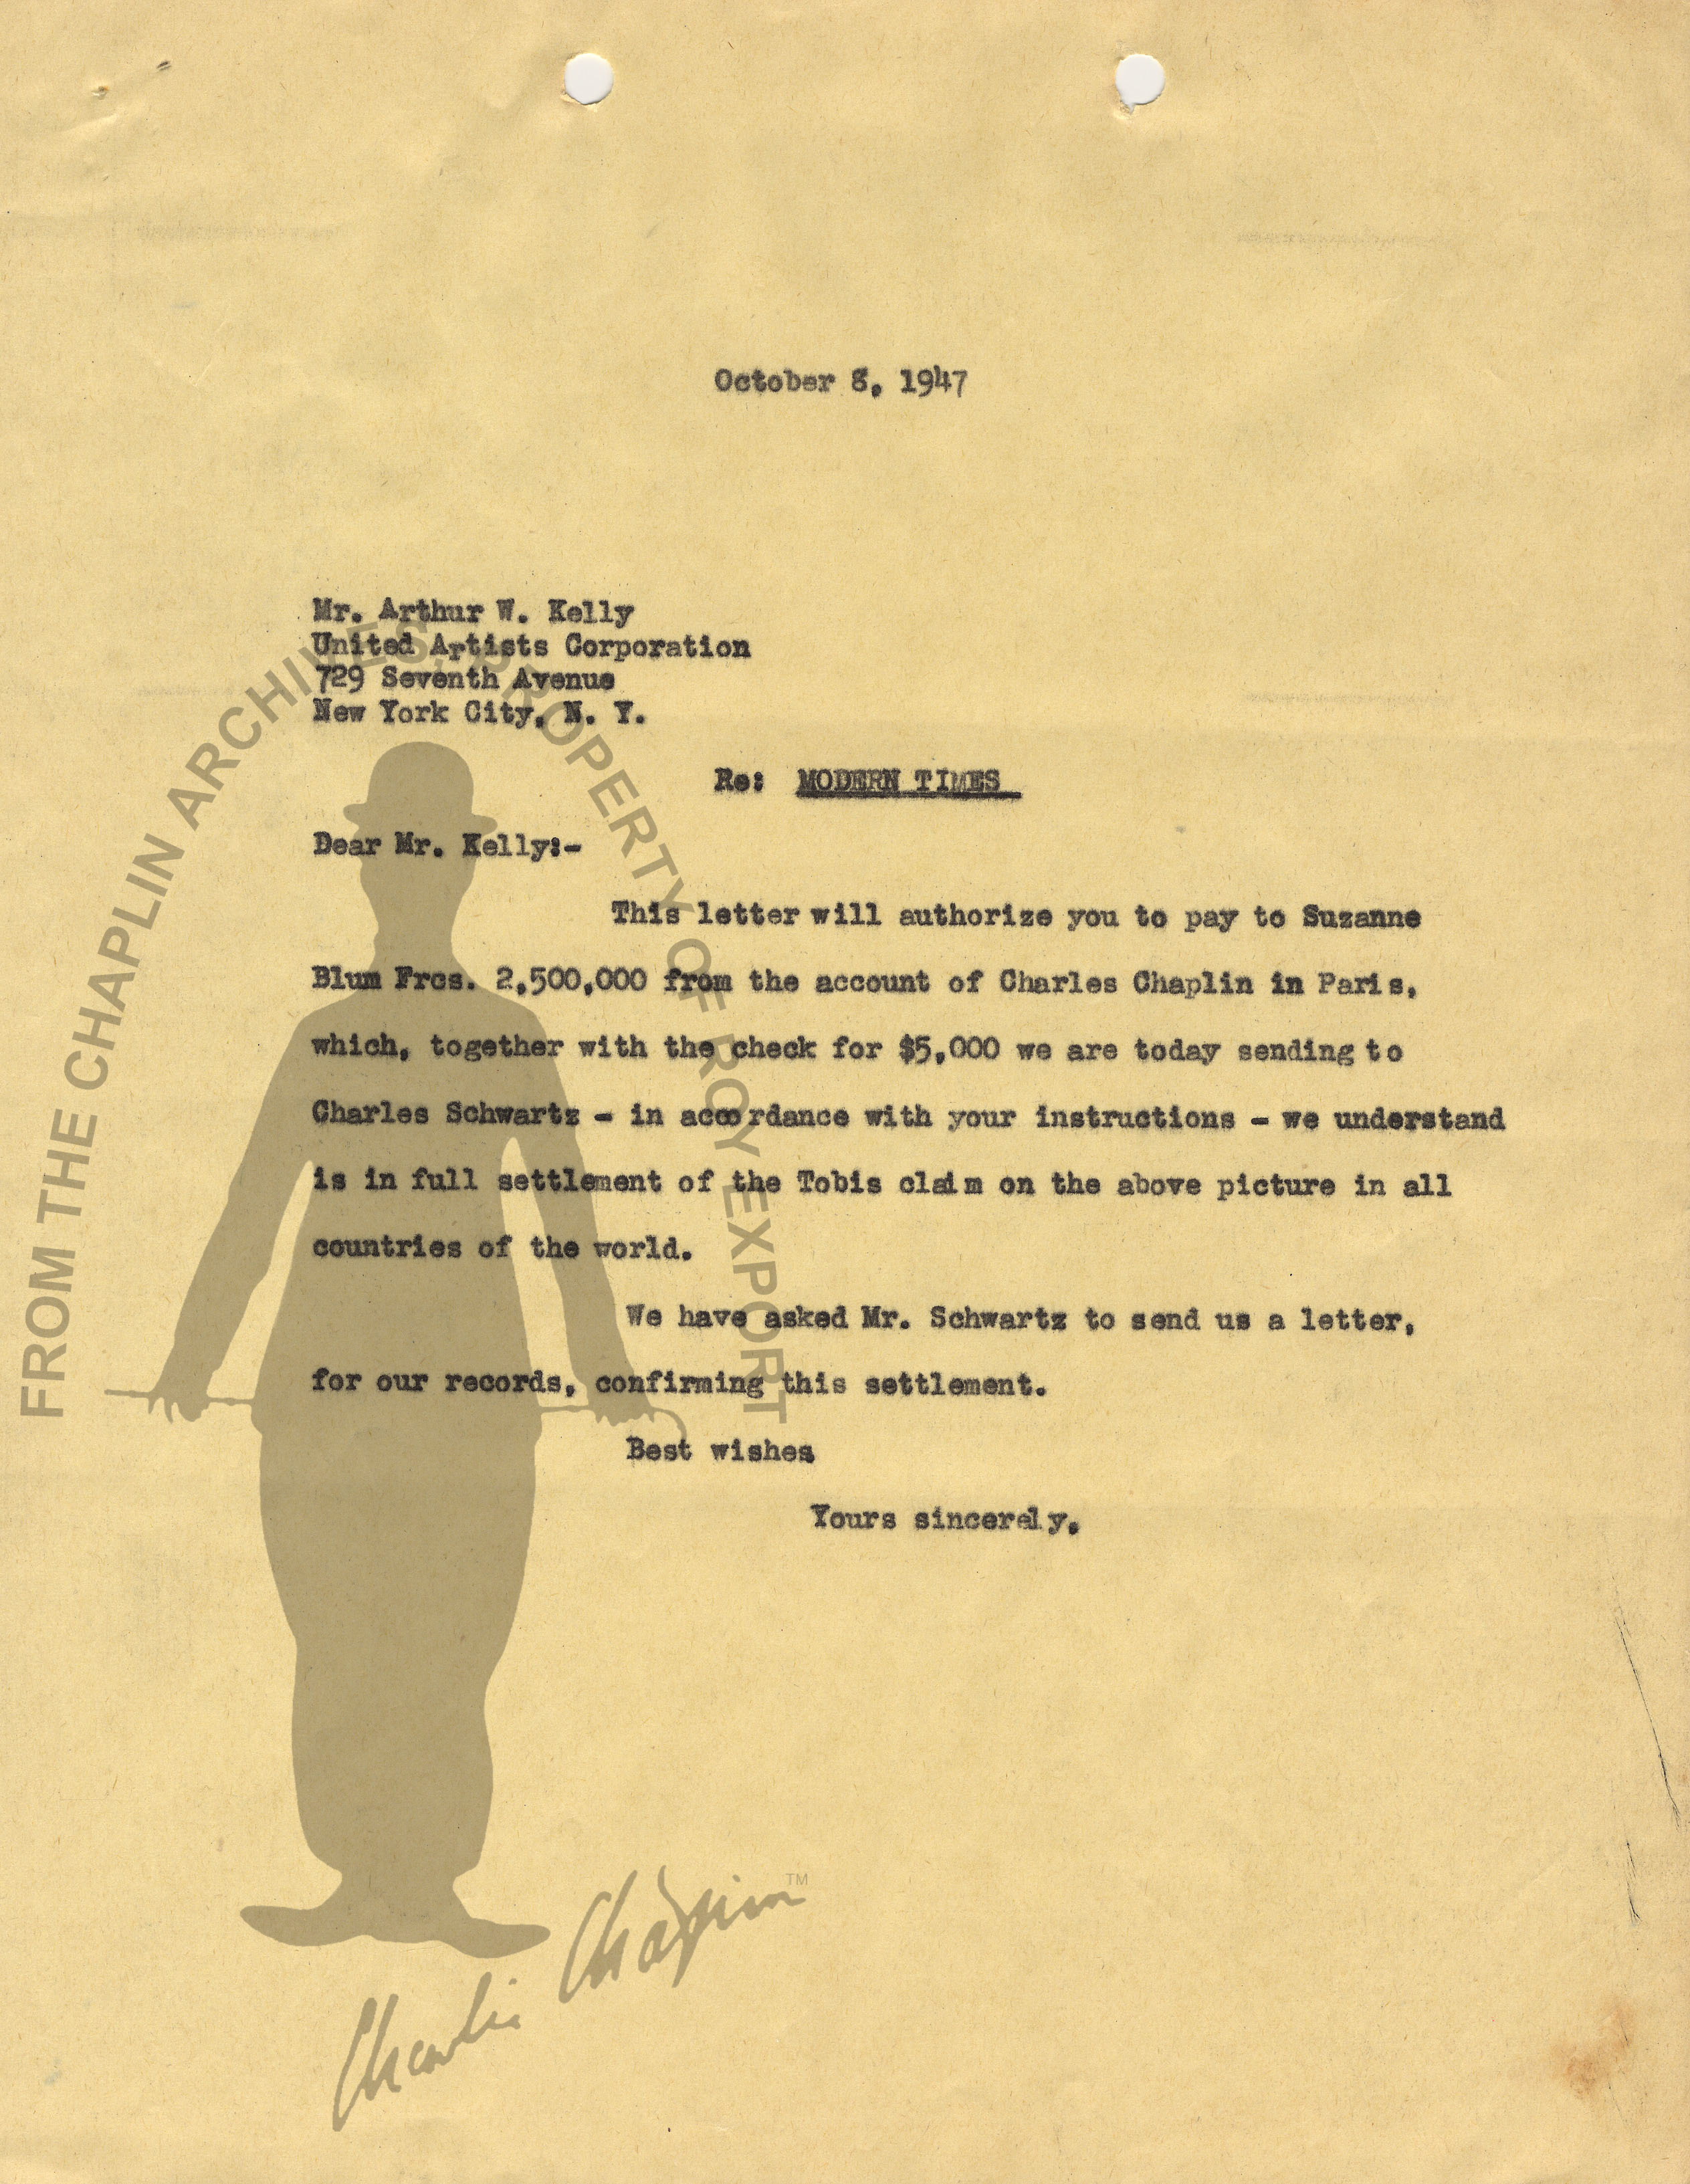 October 8, 1947
Mr. Arthur W. Kelly
United Artists Corporation
729 Seventh Avenue
New York City, N. Y.
Re: MODERN TIMES
Dear Mr. Kelly:-
This letter will authorize you to pay to Suzanne
Blum Frcs. 2,500,000 from the account of Charles Chaplin in Paris,
which, together with the check for $5,000 we are today sending to
Charles Schwartz - in accordance with your instructions - we understand
is in full settlement of the Tobis claim on the above picture in all
countries of the world.
We have asked Mr. Schwartz to send us a letter,
for our records, confirming this settlement.
Best wishes
Yours sincerely,
FROM THE CHAPLIN ARCHIVES, PROPERTY OF ROY EXPORT
Charlie Chaplin TM